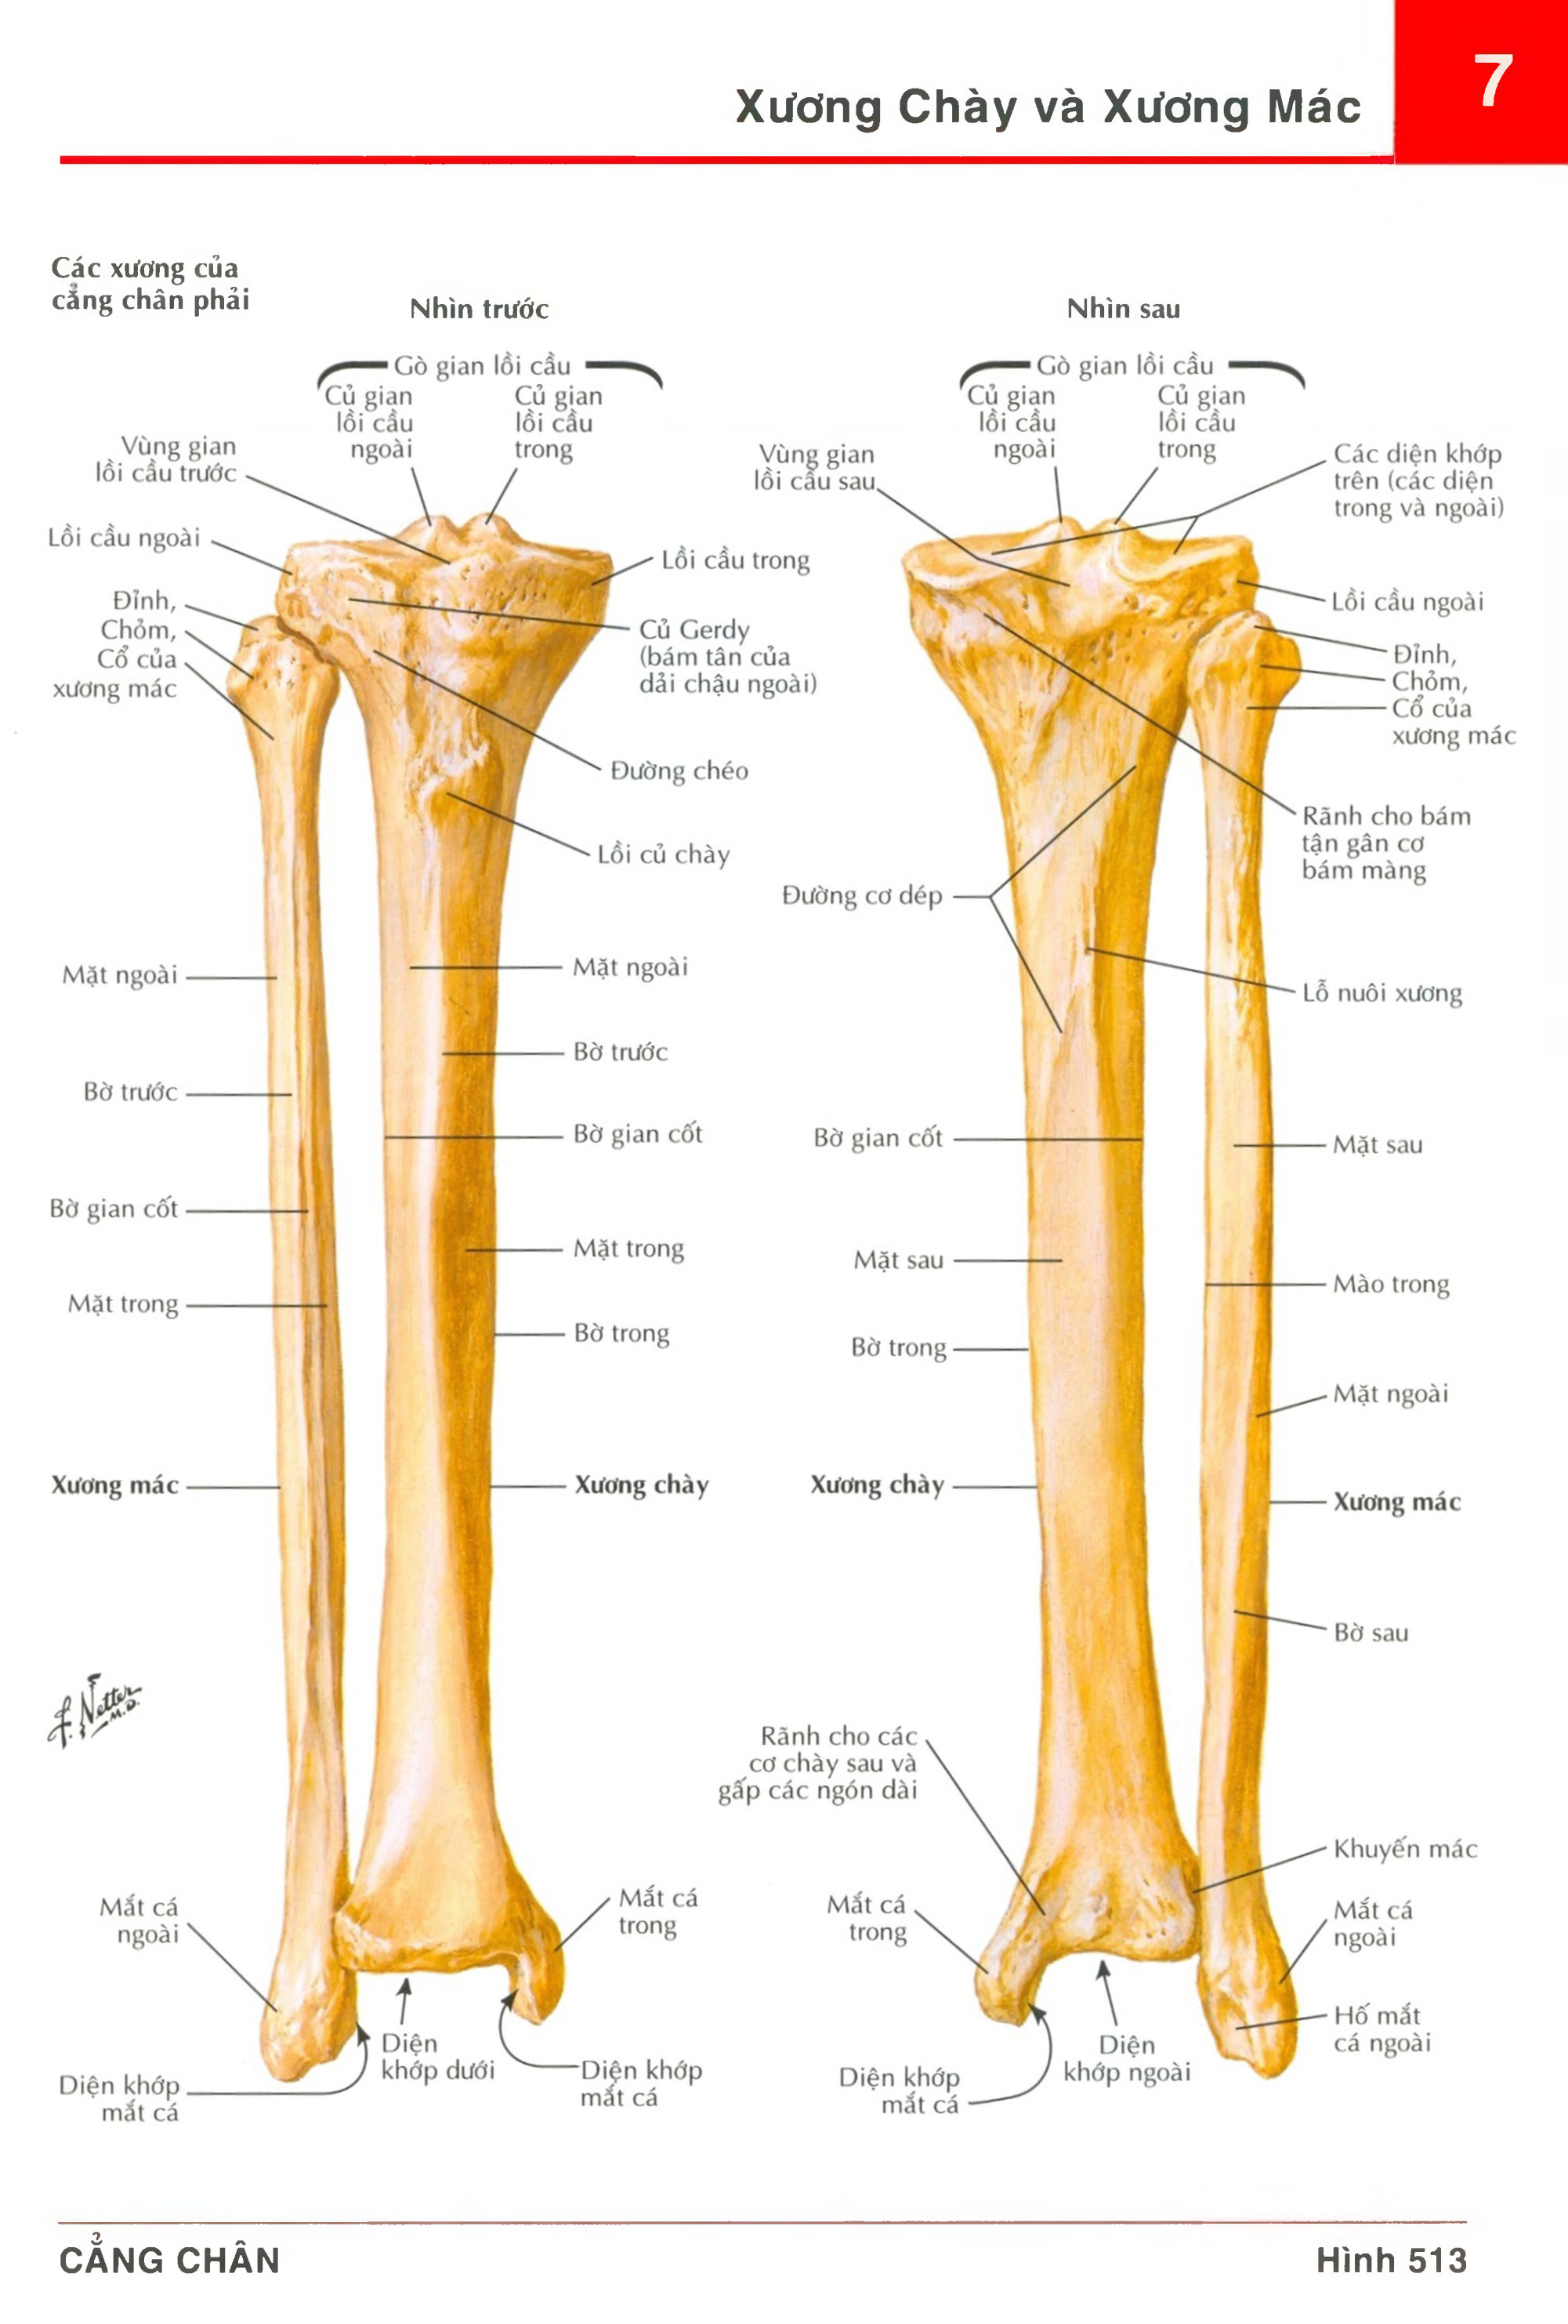 7
Xương Chày và Xương Mác
Các xương của
cẳng chân phải
Nhìn trước
Gò gian lồi cầu
Củ gian
lồi cầu
ngoài
Củ gian
lồi cầu
trong
Vùng gian
lồi cầu trước
Lồi cầu ngoài
Đỉnh,
Chỏm,
Cổ của
xương mác
Lồi cầu trong
Củ Gerdy
(bám tân của
dải chậu ngoài)
Đường chéo
Lồi củ chày
Mặt ngoài
Bờ trước
Bờ gian cốt
Mặt trong
Xương mác
Mặt ngoài
Bờ trước
Bờ gian cốt
Mặt trong
Bờ trong
Xương chày
f. Netter
M.D.
Mắt cá
ngoài
Diện khớp
mắt cá
Diện
khớp dưới
Mắt cá
trong
Diện khớp
mắt cá
Nhìn sau
Gò gian lồi cầu
Củ gian
lồi cầu
ngoài
Củ gian
lồi cầu
trong
Vùng gian
lồi cầu sau
Các diện khớp
trên (các diện
trong và ngoài)
Lồi cầu ngoài
Đỉnh,
Chỏm,
Cổ của
xương mác
Rãnh cho bám
tận gân cơ
bám màng
Đường cơ dép
Lỗ nuôi xương
Bờ gian cốt
Mặt sau
Bờ trong
Xương chày
Mặt sau
Mào trong
Mặt ngoài
Xương mác
Bờ sau
Rãnh cho các
cơ chày sau và
gấp các ngón dài
Mắt cá
trong
Diện khớp
mắt cá
Diện
khớp ngoài
Khuyến mác
Mắt cá
ngoài
Hố mắt
cá ngoài
CẲNG CHÂN
Hình 513